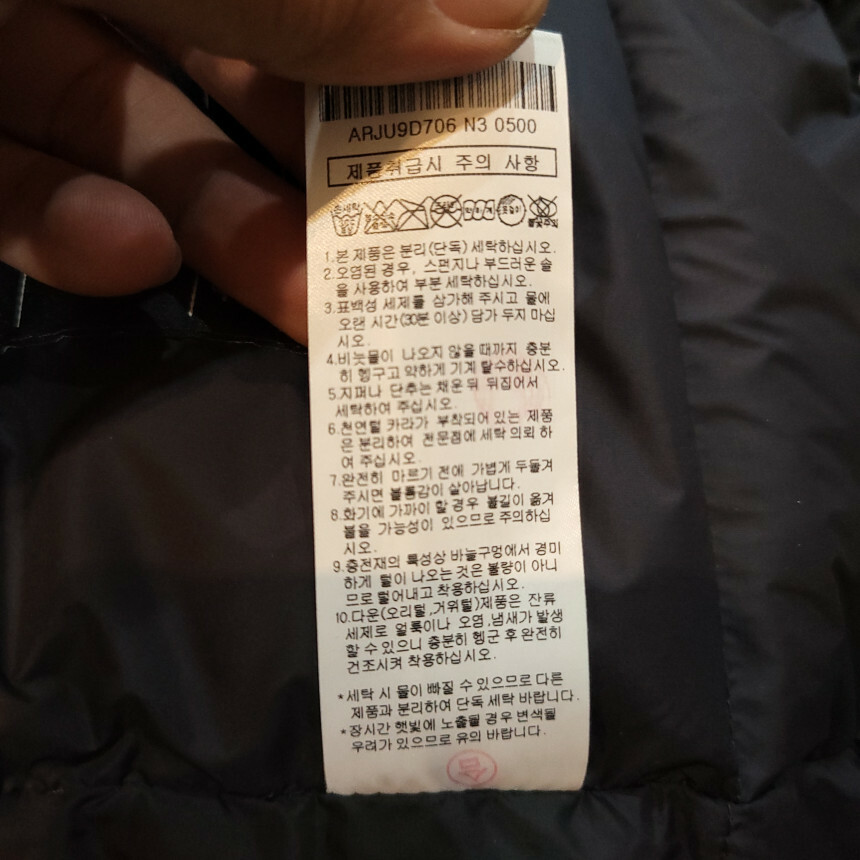 ARJU9D706 N3 0500
제품취급시 주의 사항
손세탁
1.본 제품은 분리(단독) 세탁하십시오.
2.오염된 경우, 스펀지나 부드러운 솔
을 사용하여 부분 세탁하십시오.
3.표백성 세제를 삼가해 주시고 물에
오랜 시간(30분 이상) 담가 두지 마십
시오.
4.비눗물이 나오지 않을 때까지 충분
히 헹구고 약하게 기계 탈수하십시오.
5.지퍼나 단추는 채운 뒤 뒤집어서
세탁하여 주십시오.
6.천연털 카라가 부착되어 있는 제품
은 분리하여 전문점에 세탁 의뢰 하
여 주십시오.
7.완전히 마르기 전에 가볍게 두들겨
주시면 볼륨감이 살아납니다.
8.화기에 가까이 할 경우 불길이 옮겨
붙을 가능성이 있으므로 주의하십
시오.
9.충전재의 특성상 바늘구멍에서 경미
하게 털이 나오는 것은 불량이 아니
므로 털어내고 착용하십시오.
10.다운(오리털,거위털)제품은 잔류
세제로 얼룩이나 오염,냄새가 발생
할 수 있으니 충분히 헹군 후 완전히
건조시켜 착용하십시오.
*세탁 시 물이 빠질 수 있으므로 다른
제품과 분리하여 단독 세탁 바랍니다.
*장시간 햇빛에 노출될 경우 변색될
우려가 있으므로 유의 바랍니다.